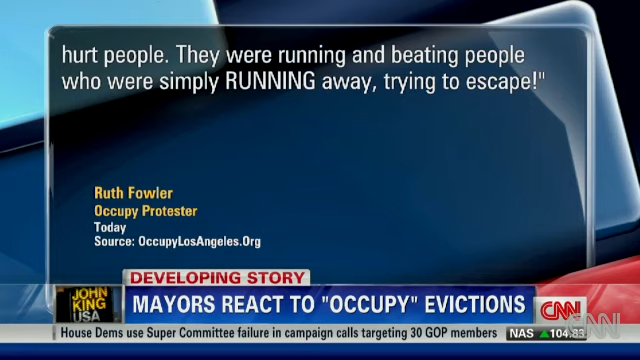 hurt people. They were running and beating people
who were simply RUNNING away, trying to escape!"
Ruth Fowler
Occupy Protester
Today
Source: OccupyLosAngeles.Org
DEVELOPING STORY
JOHN
KING
USA
MAYORS REACT TO "OCCUPY" EVICTIONS
CNN
House Dems use Super Committee failure in campaign calls targeting 30 GOP members
NAS ▲104.83
CNN